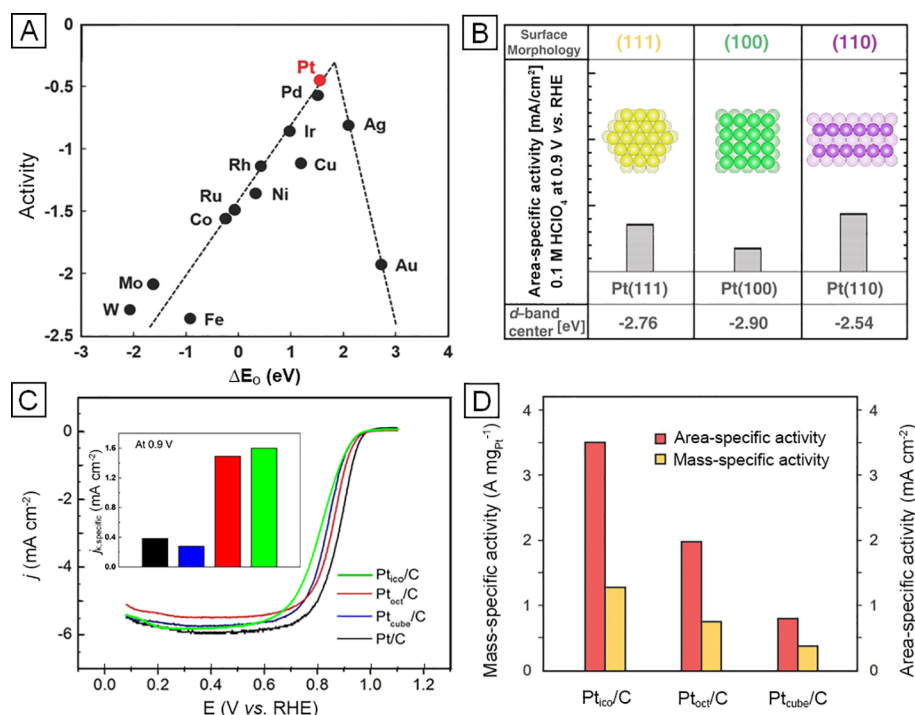 A
Activity
0
-0.5
-1
-1.5
-2
-2.5
Pt
Pd
Ir
Ag
Rh
Cu
Ru
Ni
Co
Mo
Au
W
Fe
-2 -1 0 1 2 3 4
ΔE₀ (eV)
B
Surface Morphology
(111) (100) (110)
Area-specific activity [mA/cm²]
0.1 M HClO₄ at 0.9 V vs. RHE
Pt(111) Pt(100) Pt(110)
d-band center [eV]
-2.76 -2.90 -2.54
C
j (mA cm⁻²)
0
-2
-4
-6
At 0.9 V
jₖ,specific (mA cm⁻²)
1.6
1.2
0.8
0.4
0.0
Ptico/C
Ptoct/C
Ptcube/C
Pt/C
0.0 0.2 0.4 0.6 0.8 1.0 1.2
E (V vs. RHE)
D
Mass-specific activity (A mgPt⁻¹)
4
3
2
1
0
Area-specific activity
Mass-specific activity
4
3
2
1
0
Area-specific activity (mA cm⁻²)
Ptico/C Ptoct/C Ptcube/C